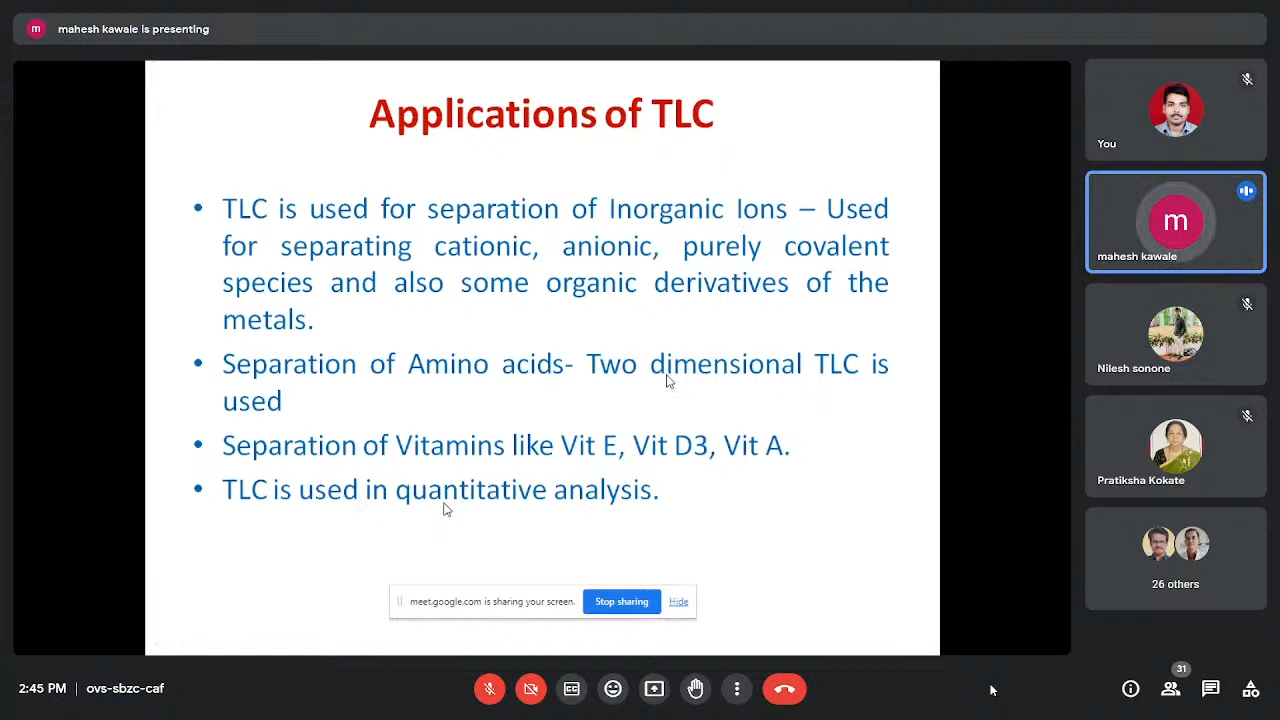 m mahesh kawale is presenting
Applications of TLC
• TLC is used for separation of Inorganic Ions – Used
for separating cationic, anionic, purely covalent
species and also some organic derivatives of the
metals.
• Separation of Amino acids- Two dimensional TLC is
used
• Separation of Vitamins like Vit E, Vit D3, Vit A.
• TLC is used in quantitative analysis.
meet.google.com is sharing your screen. Stop sharing Hide
You
m
mahesh kawale
Nilesh sonone
Pratiksha Kokate
26 others
2:45 PM | ovs-sbzc-caf
CC
31